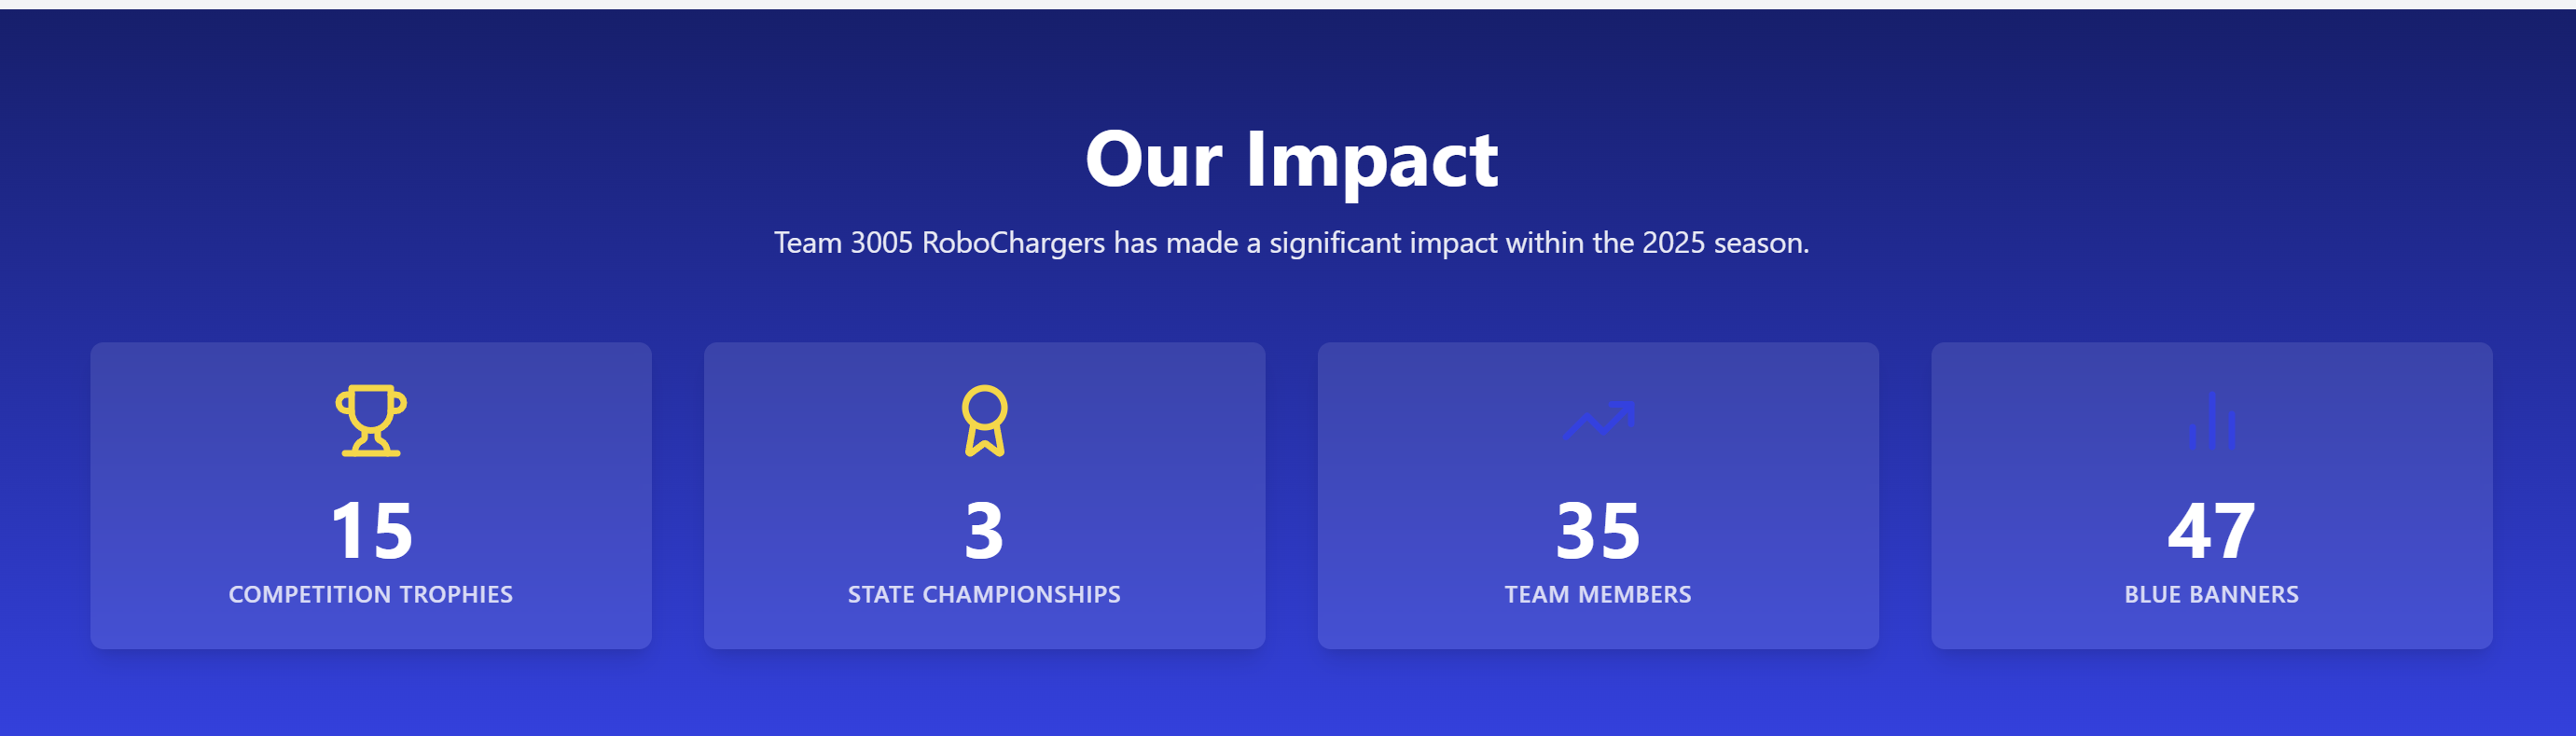 Our Impact
Team 3005 RoboChargers has made a significant impact within the 2025 season.
15
COMPETITION TROPHIES
3
STATE CHAMPIONSHIPS
35
TEAM MEMBERS
47
BLUE BANNERS